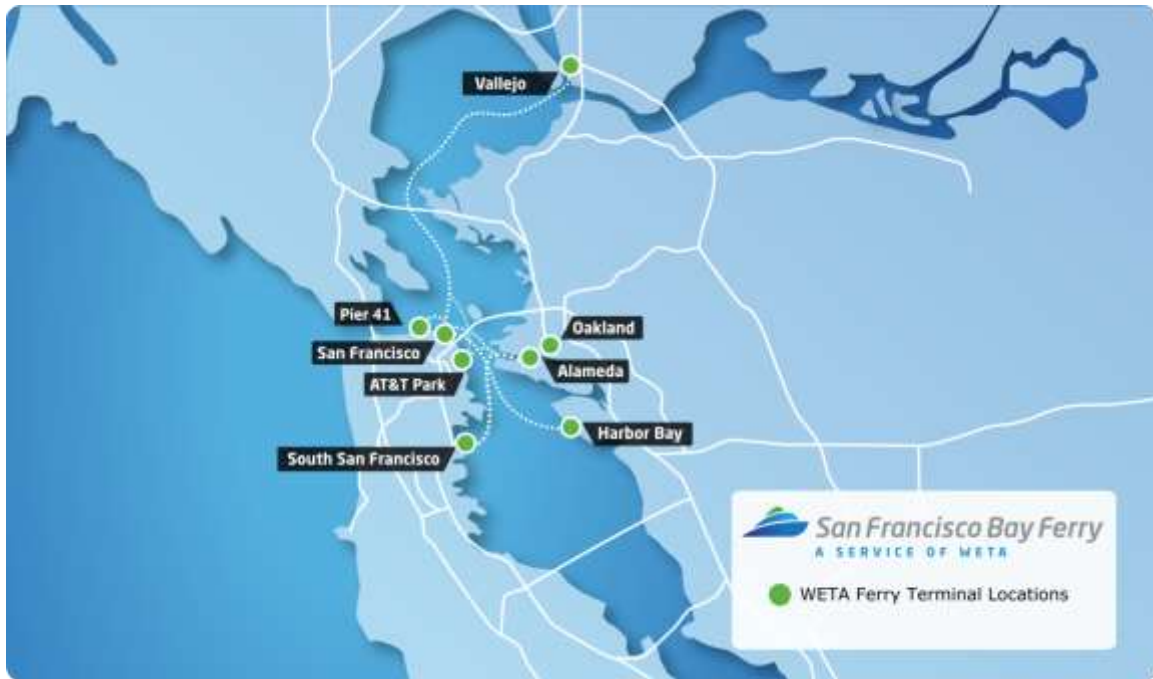 Vallejo
Pier 41
San Francisco
AT&T Park
Oakland
Alameda
Harbor Bay
South San Francisco
San Francisco Bay Ferry
A SERVICE OF WETA
WETA Ferry Terminal Locations